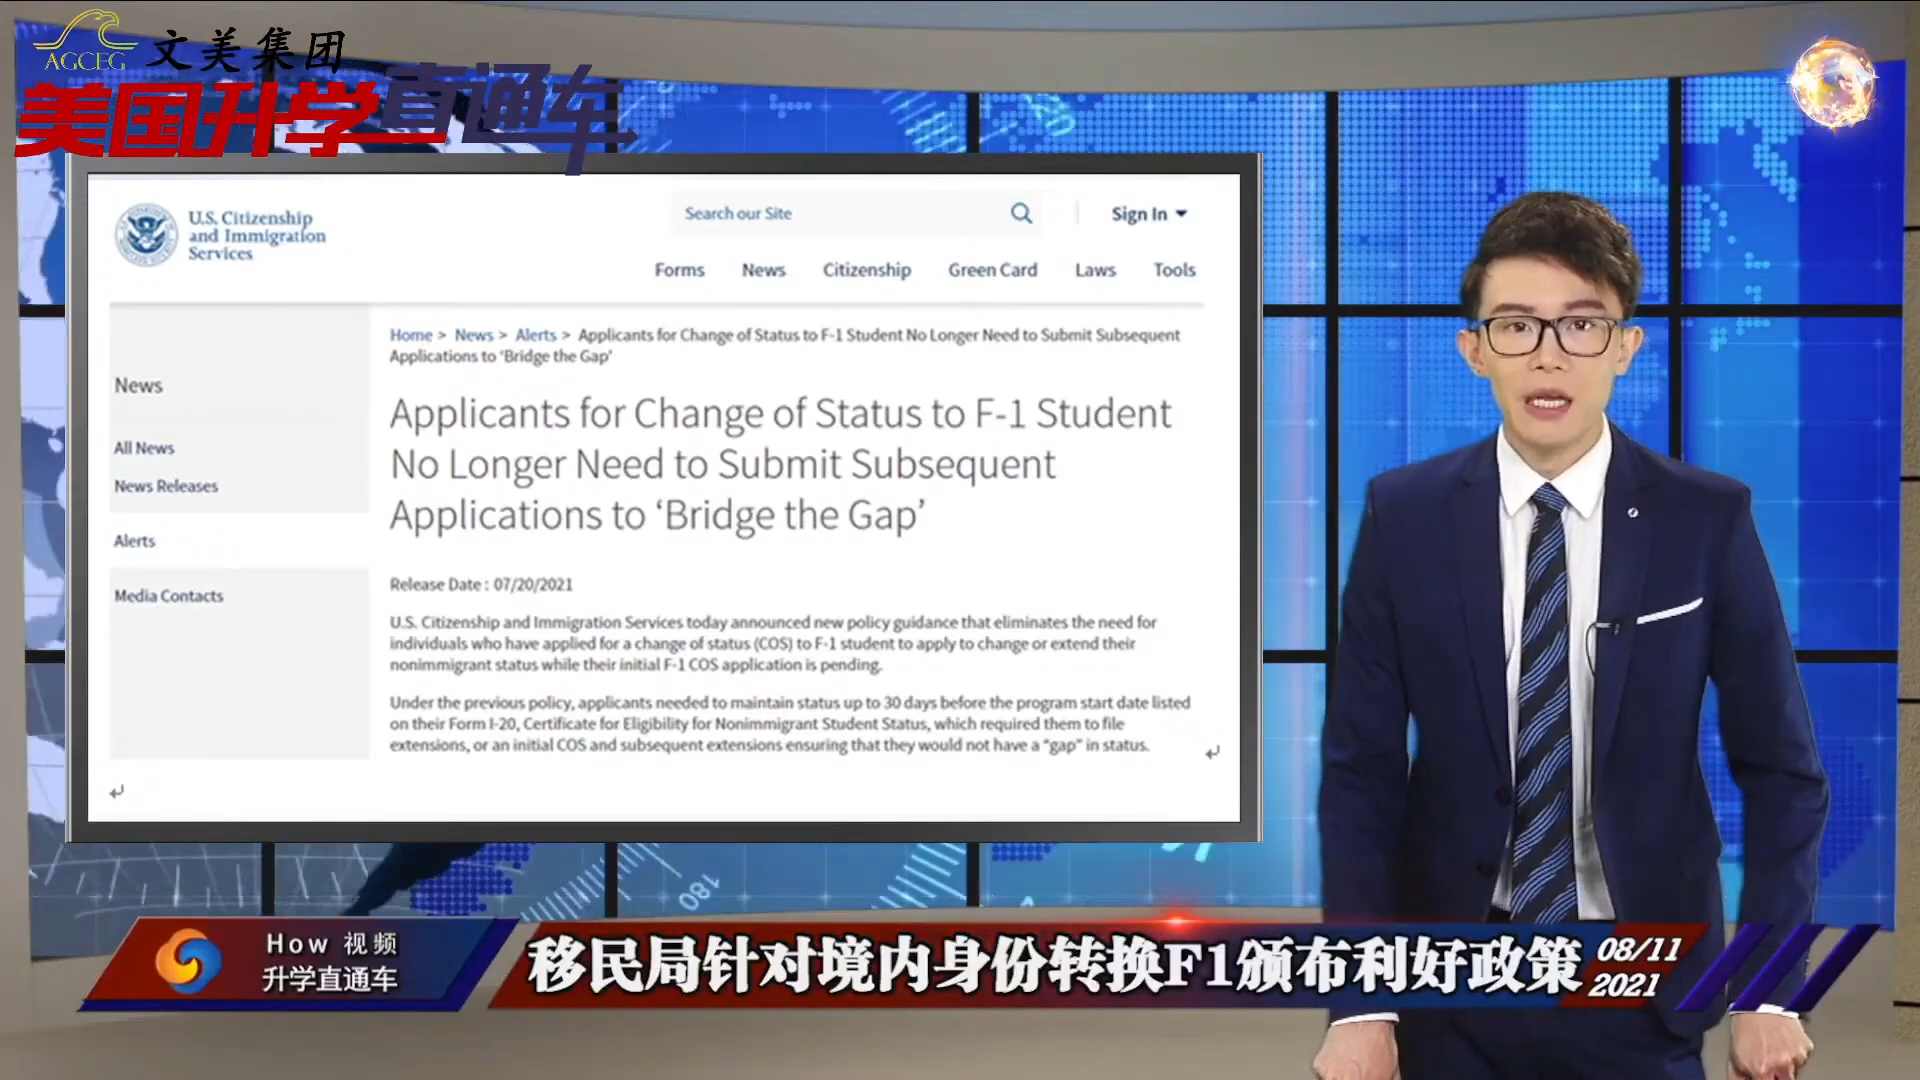 AGCEG 文美集团
美国升学直通车
U.S. Citizenship
and Immigration
Services
Search our Site
Sign In
Forms News Citizenship Green Card Laws Tools
Home > News > Alerts > Applicants for Change of Status to F-1 Student No Longer Need to Submit Subsequent
Applications to ‘Bridge the Gap’
News
All News
News Releases
Alerts
Media Contacts
Applicants for Change of Status to F-1 Student
No Longer Need to Submit Subsequent
Applications to ‘Bridge the Gap’
Release Date : 07/20/2021
U.S. Citizenship and Immigration Services today announced new policy guidance that eliminates the need for
individuals who have applied for a change of status (COS) to F-1 student to apply to change or extend their
nonimmigrant status while their initial F-1 COS application is pending.
Under the previous policy, applicants needed to maintain status up to 30 days before the program start date listed
on their Form I-20, Certificate for Eligibility for Nonimmigrant Student Status, which required them to file
extensions, or an initial COS and subsequent extensions ensuring that they would not have a “gap” in status.
180
How 视频
升学直通车
移民局针对境内身份转换F1颁布利好政策
08/11
2021